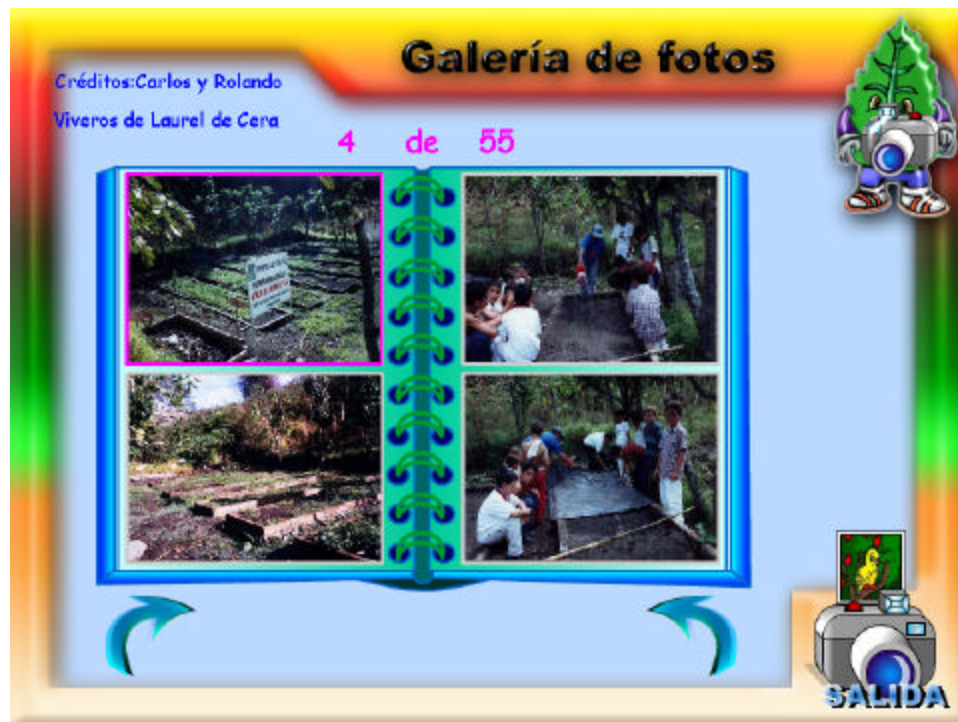 Galería de fotos
Créditos:Carlos y Rolando
Viveros de Laurel de Cera
4 de 55
SALIDA